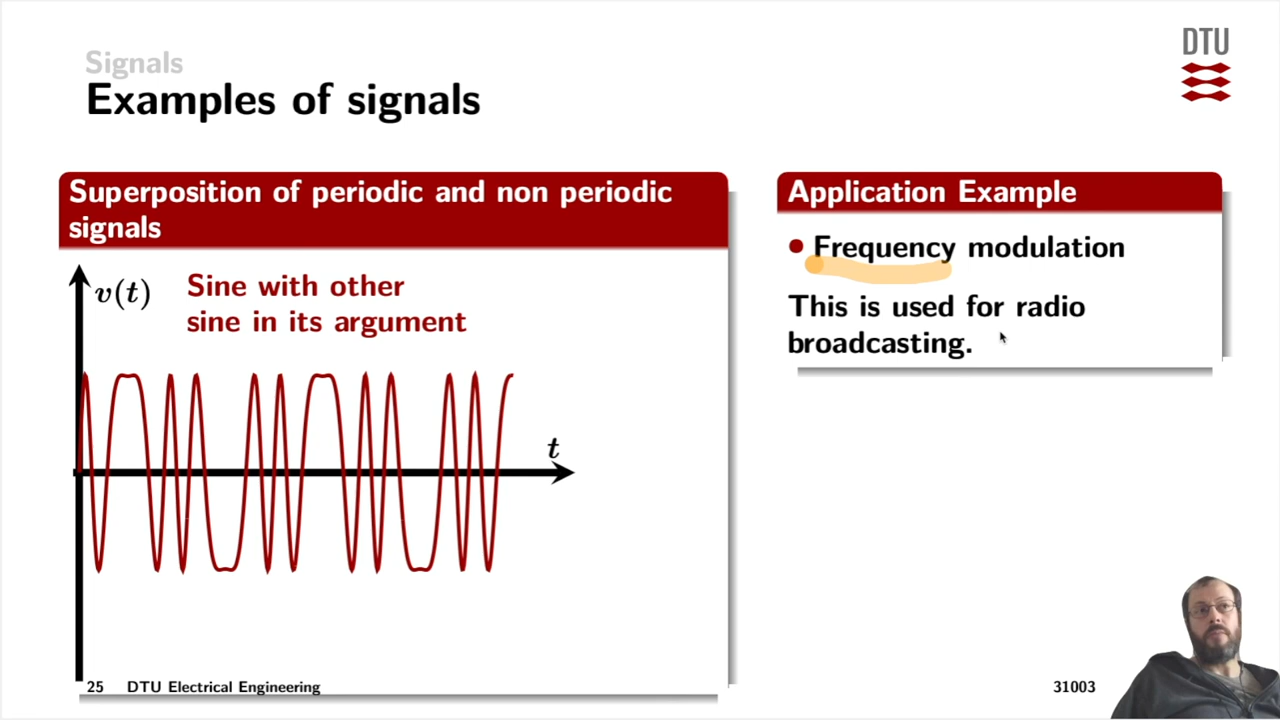 Signals
Examples of signals
DTU
Superposition of periodic and non periodic
signals
v(t)
Sine with other
sine in its argument
t
Application Example
• Frequency modulation
This is used for radio
broadcasting.
25 DTU Electrical Engineering
31003